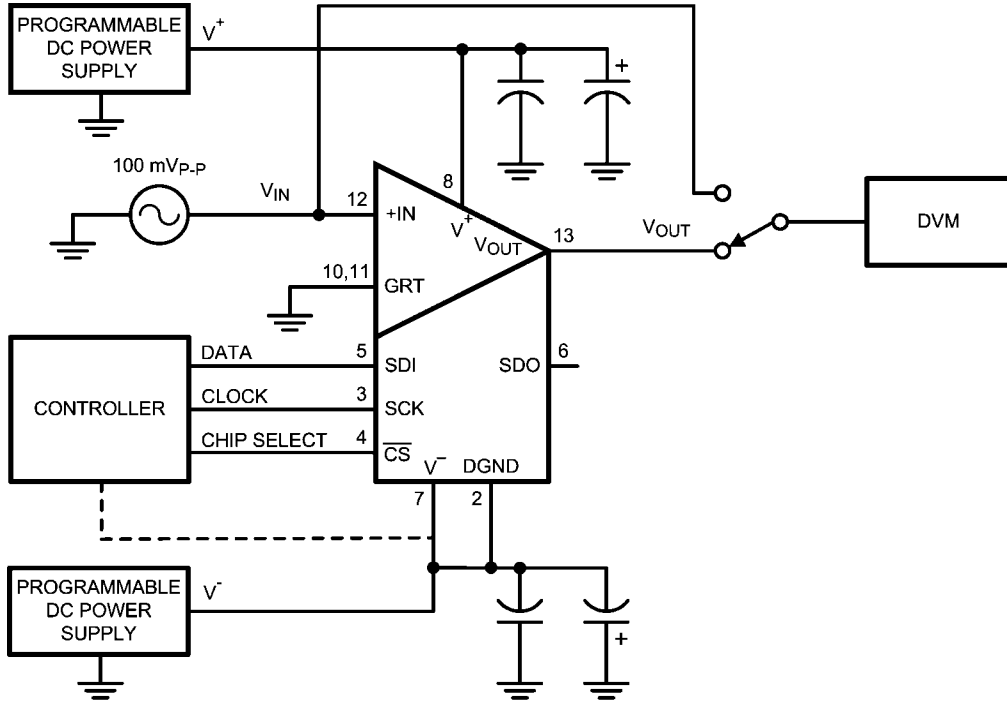 PROGRAMMABLE
DC POWER
SUPPLY
V+
+
100 mVP-P
VIN
12
+IN
8
V+
VOUT
13
VOUT
DVM
10,11
GRT
CONTROLLER
DATA
5
SDI
SDO
6
CLOCK
3
SCK
CHIP SELECT
4
CS
V−
DGND
7
2
PROGRAMMABLE
DC POWER
SUPPLY
V-
+